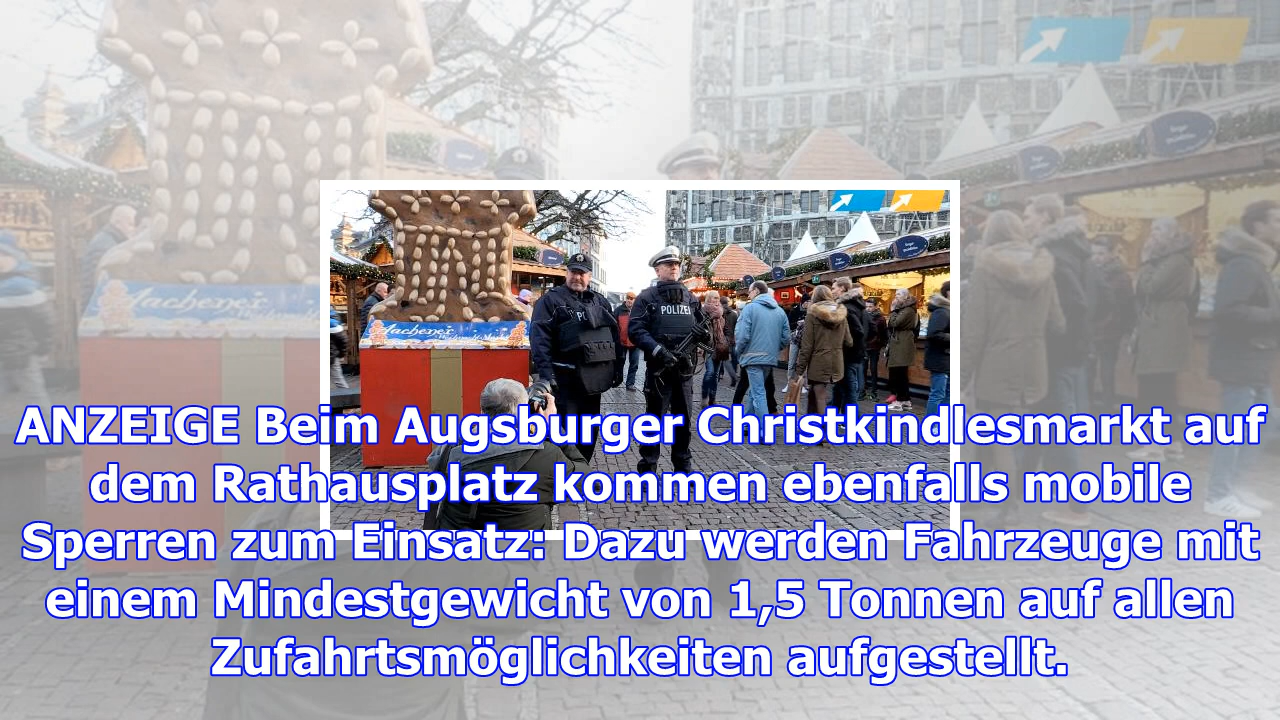 Aachener
POLIZEI
ANZEIGE Beim Augsburger Christkindlesmarkt auf
dem Rathausplatz kommen ebenfalls mobile
Sperren zum Einsatz: Dazu werden Fahrzeuge mit
einem Mindestgewicht von 1,5 Tonnen auf allen
Zufahrtsmöglichkeiten aufgestellt.